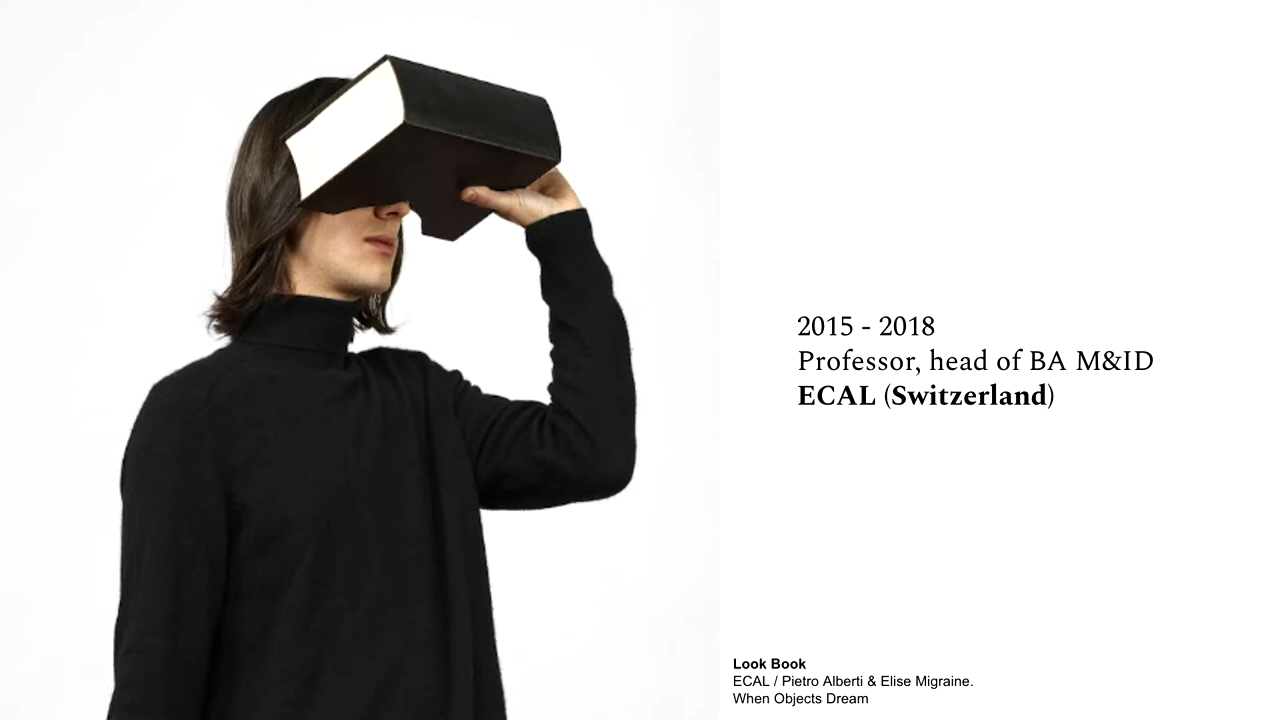 2015 - 2018
Professor, head of BA M&ID
ECAL (Switzerland)
Look Book
ECAL / Pietro Alberti & Elise Migraine.
When Objects Dream